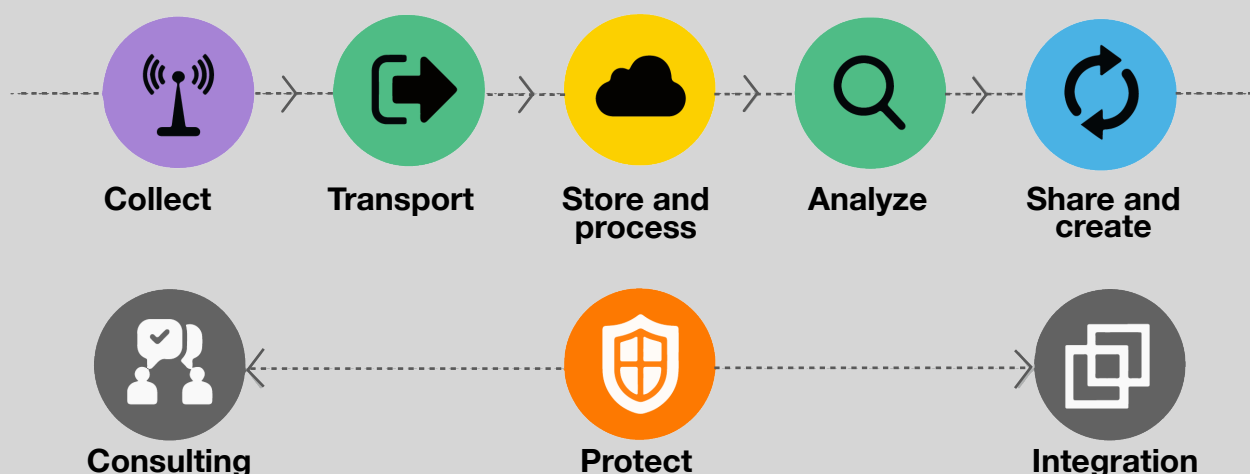 Collect
Transport
Store and
process
Analyze
Share and
create
Consulting
Protect
Integration